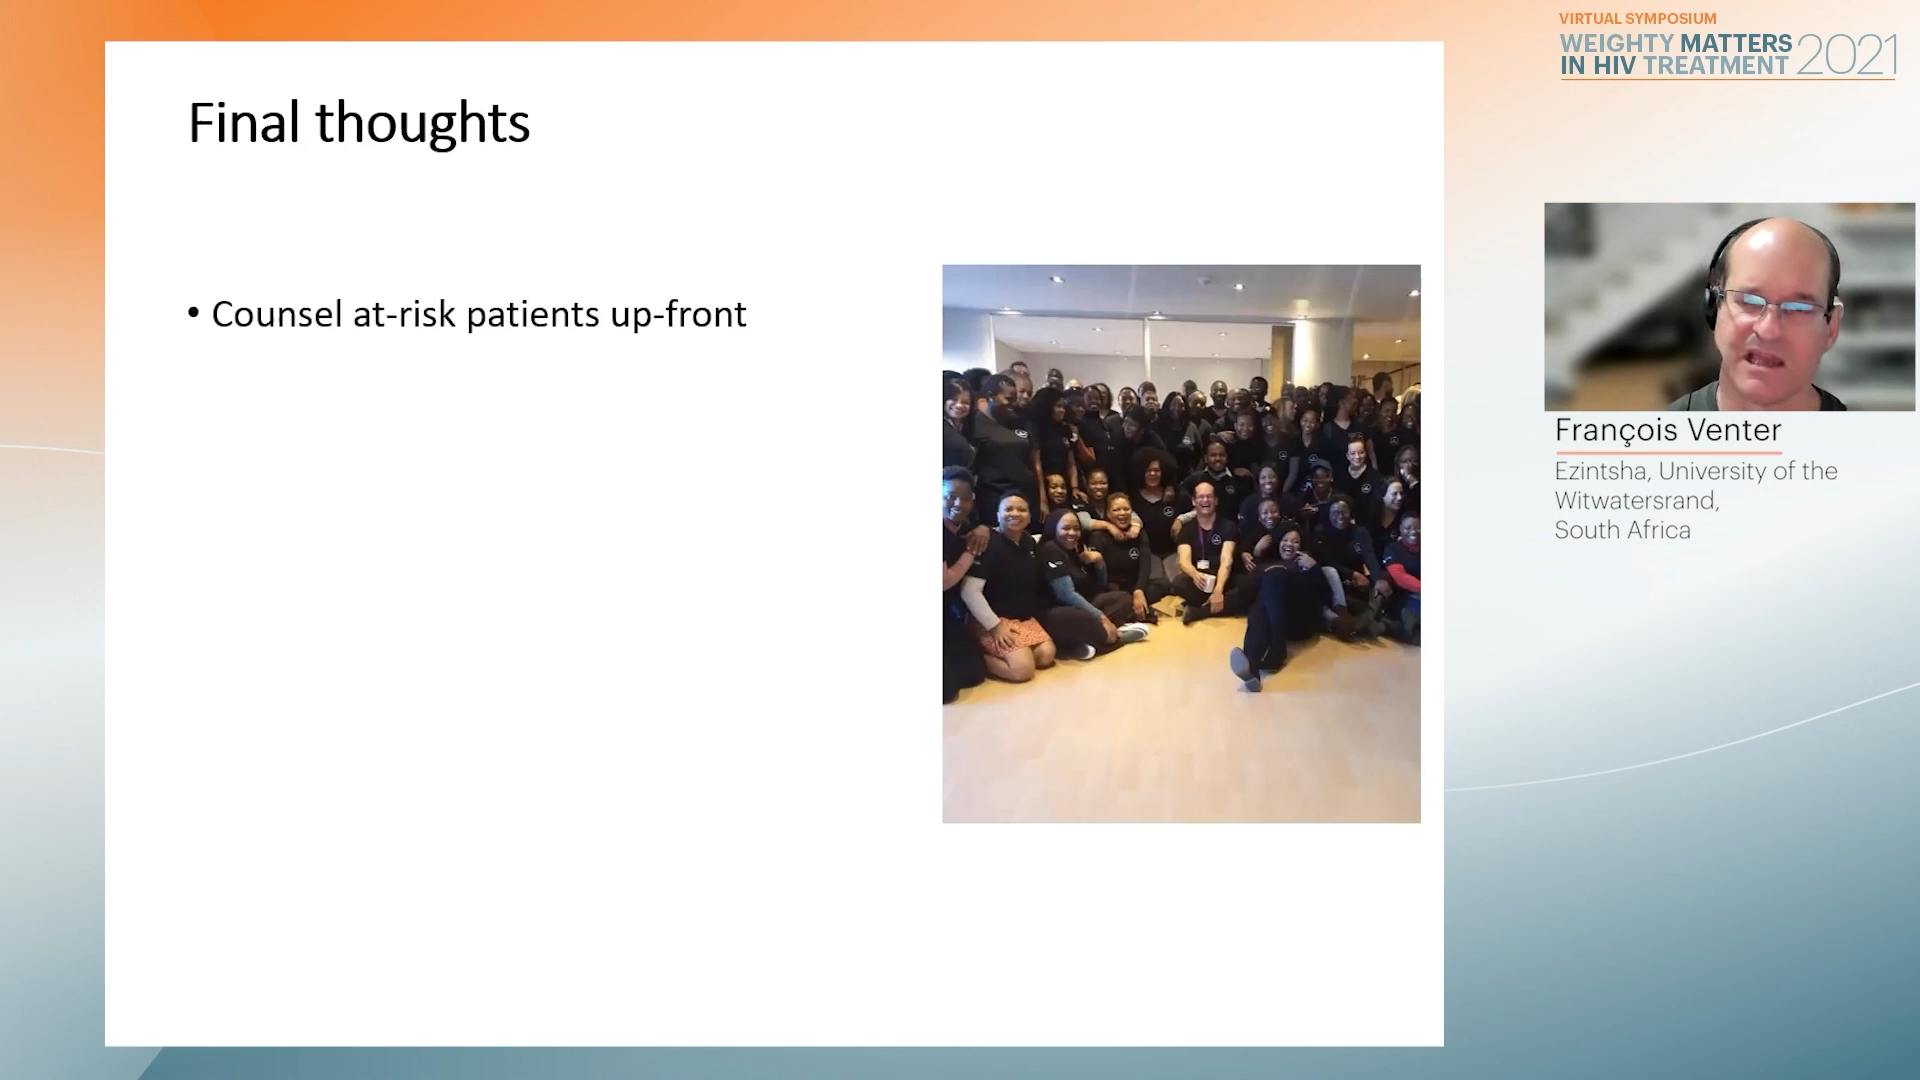 VIRTUAL SYMPOSIUM
WEIGHTY MATTERS
IN HIV TREATMENT 2021
Final thoughts
• Counsel at-risk patients up-front
François Venter
Ezintsha, University of the
Witwatersrand,
South Africa